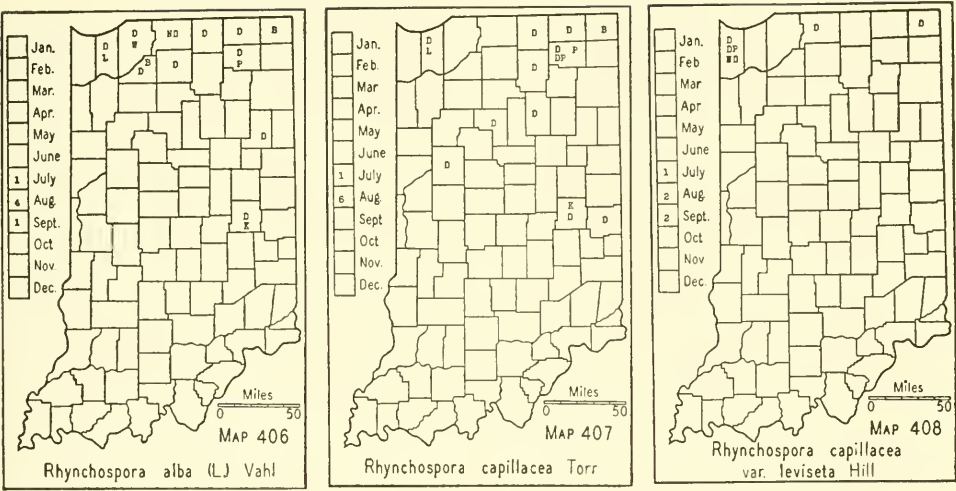 Jan.
Feb.
Mar.
Apr.
May
June
1 July
4 Aug.
1 Sept.
Oct
Nov.
Dec.
D
L
D
W
ND
D
D
B
B
D
D
D
P
D
D
K
Miles
0 50
MAP 406
Rhynchospora alba (L.) Vahl
Jan.
Feb.
Mar
Apr.
May
June
1 July
6 Aug.
Sept
Oct
Nov.
Dec.
D
L
D
D
B
D
D P
DP
D
D
D
K
D
D
Miles
0 50
MAP 407
Rhynchospora capillacea Torr
Jan.
Feb
Mar
Apr
May
June
1 July
2 Aug.
2 Sept.
Oct
Nov.
Dec.
D
DP
ND
D
D
Miles
0 50
MAP 408
Rhynchospora capillacea
var. leviseta Hill